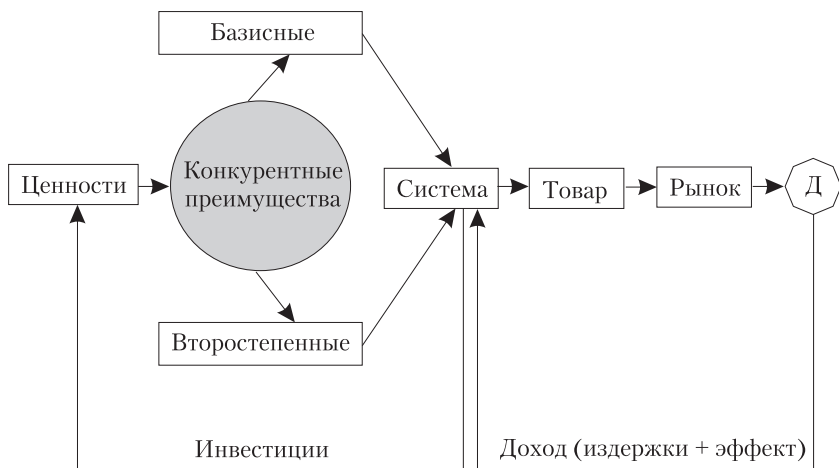 Базисные
Ценности
Конкурентные
преимущества
Система
Товар
Рынок
Д
Второстепенные
Инвестиции
Доход (издержки + эффект)